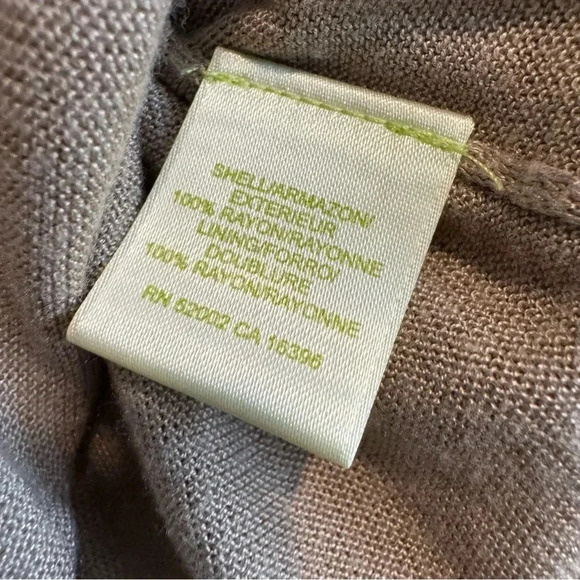 SHELL/ARMAZON/
EXTERIEUR
100% RAYON/RAYONNE
LINING/FORRO/
DOUBLURE
100% RAYON/RAYONNE
RN 52002 CA 16396